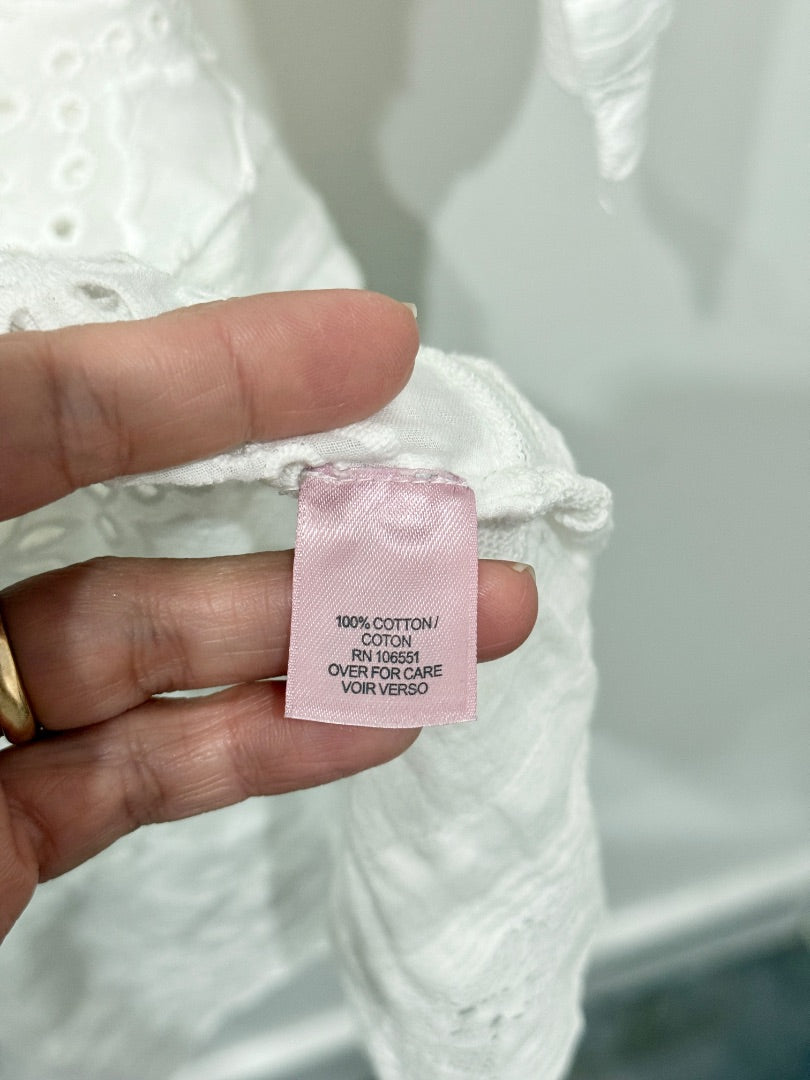 100% COTTON/
COTON
RN 106551
OVER FOR CARE
VOIR VERSO